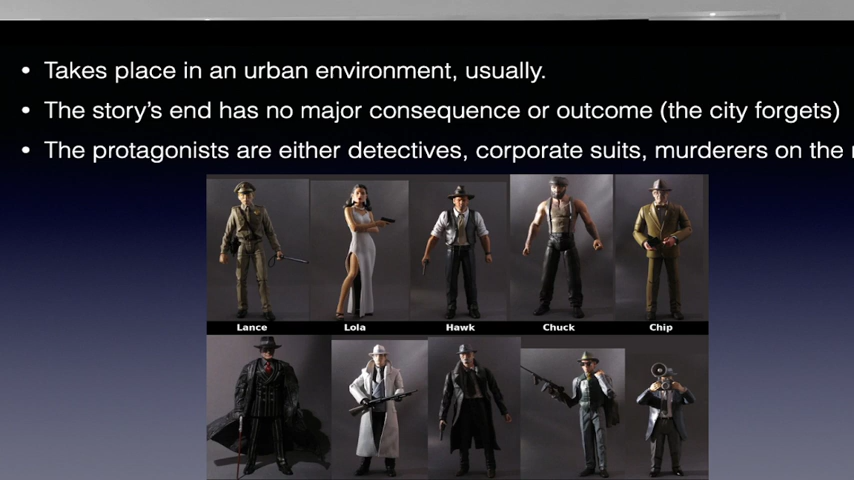 • Takes place in an urban environment, usually.
• The story's end has no major consequence or outcome (the city forgets)
• The protagonists are either detectives, corporate suits, murderers on the
Lance Lola Hawk Chuck Chip